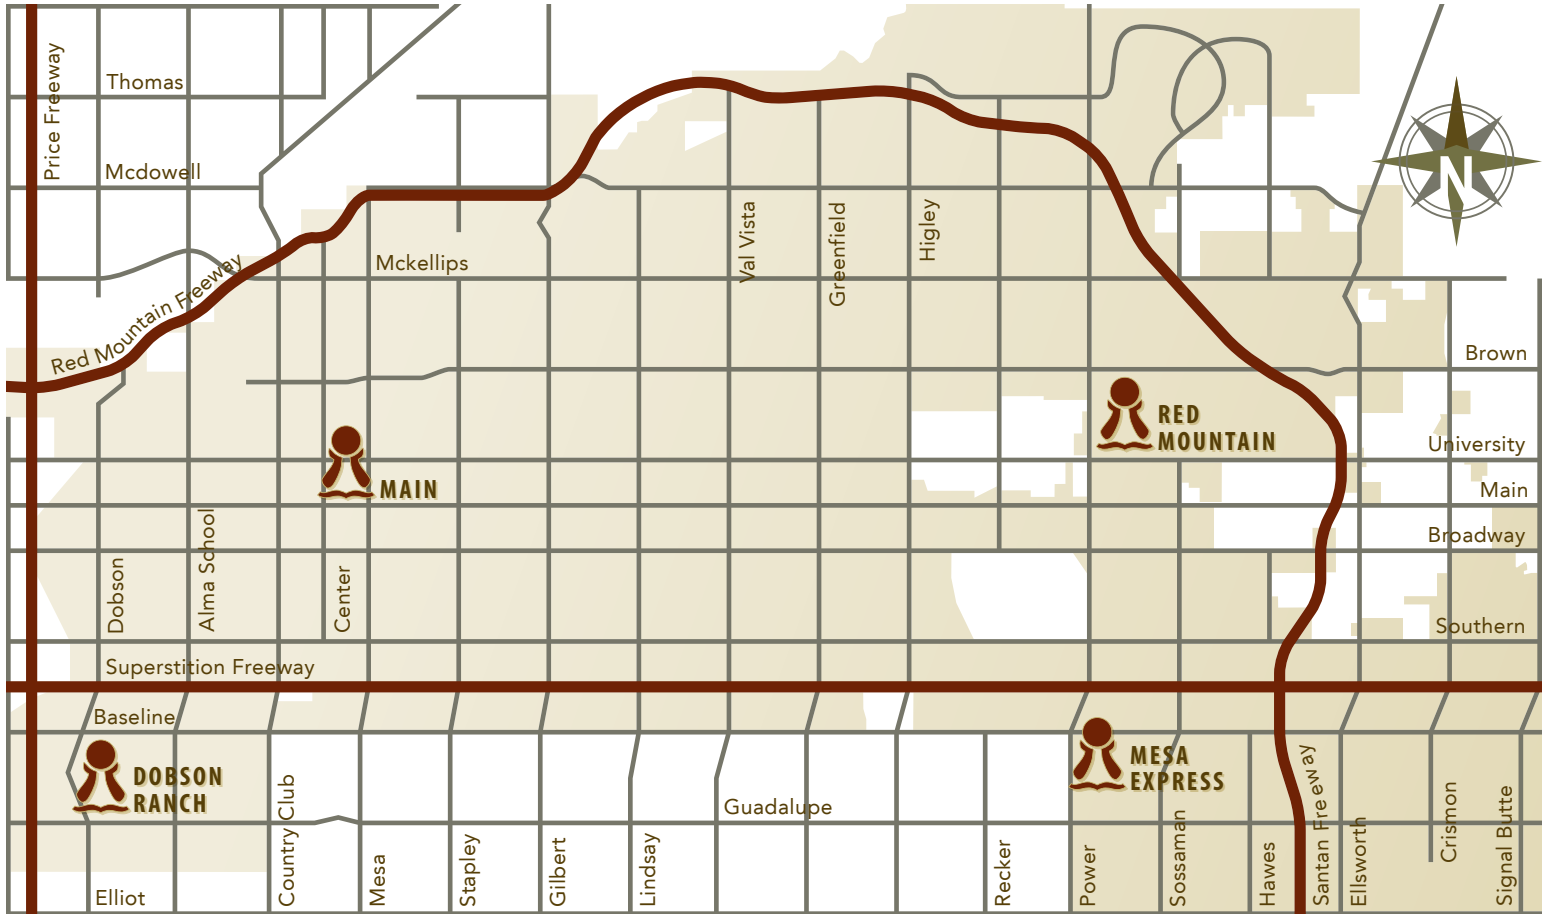 Price Freeway
Thomas
Mcdowell
Red Mountain Freeway
Mckellips
Val Vista
Greenfield
Higley
N
Brown
RED
MOUNTAIN
University
MAIN
Main
Broadway
Dobson
Alma School
Center
Southern
Superstition Freeway
Baseline
DOBSON
RANCH
MESA
EXPRESS
Guadalupe
Elliot
Country Club
Mesa
Stapley
Gilbert
Lindsay
Recker
Power
Sossaman
Hawes
Santan Freeway
Ellsworth
Crismon
Signal Butte